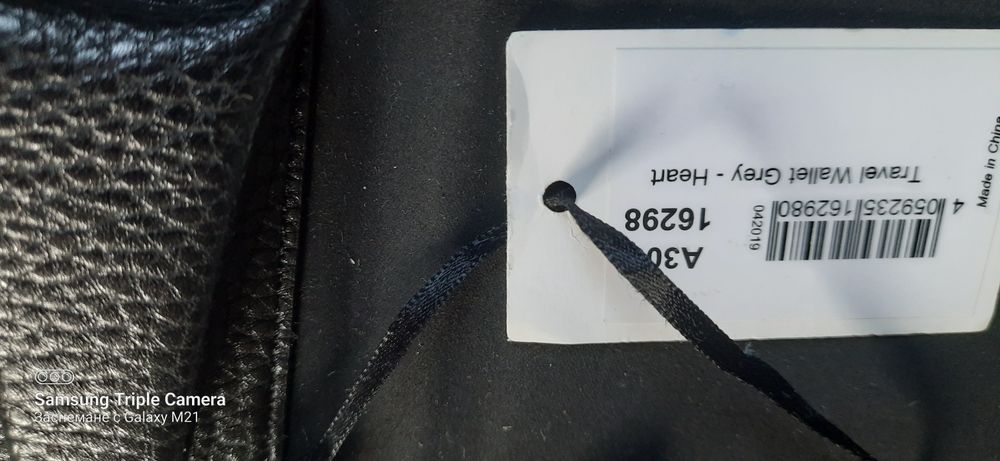 Travel Wallet Grey - Heart
4 059235 162980
042019
A30
16298
Made in China
Samsung Triple Camera
Заснемане с Galaxy M21